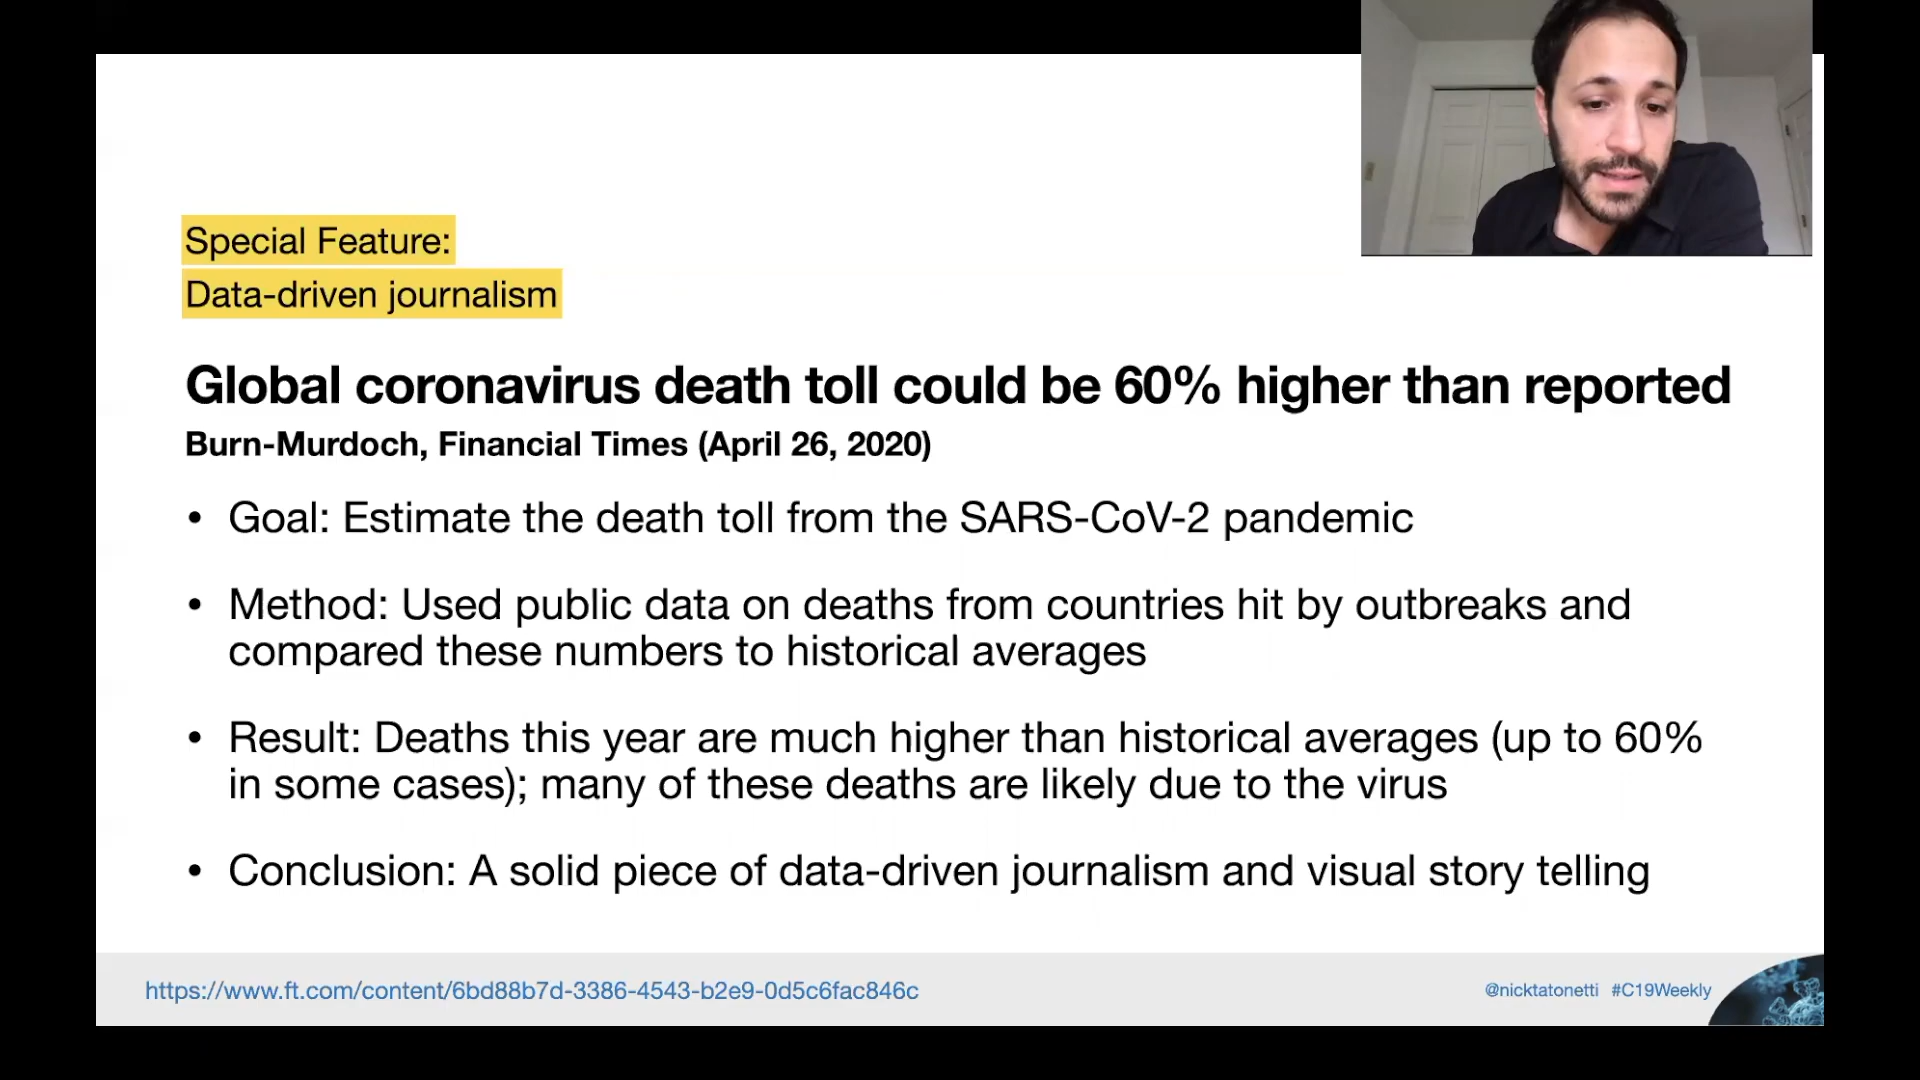 Special Feature:
Data-driven journalism
Global coronavirus death toll could be 60% higher than reported
Burn-Murdoch, Financial Times (April 26, 2020)
• Goal: Estimate the death toll from the SARS-CoV-2 pandemic
• Method: Used public data on deaths from countries hit by outbreaks and
compared these numbers to historical averages
• Result: Deaths this year are much higher than historical averages (up to 60%
in some cases); many of these deaths are likely due to the virus
• Conclusion: A solid piece of data-driven journalism and visual story telling
https://www.ft.com/content/6bd88b7d-3386-4543-b2e9-0d5c6fac846c
@nicktatonetti #C19Weekly